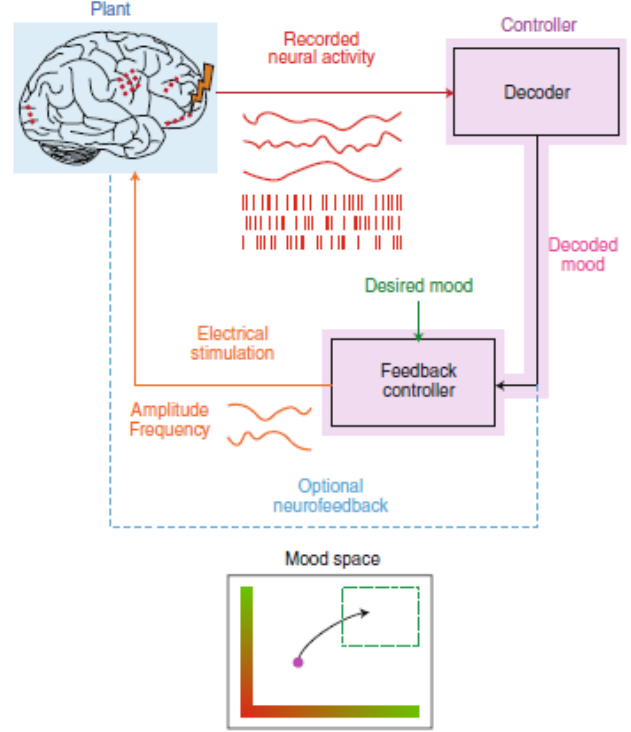 Plant
Controller
Recorded
neural activity
Decoder
Decoded
mood
Desired mood
Electrical
stimulation
Feedback
controller
Amplitude
Frequency
Optional
neurofeedback
Mood space